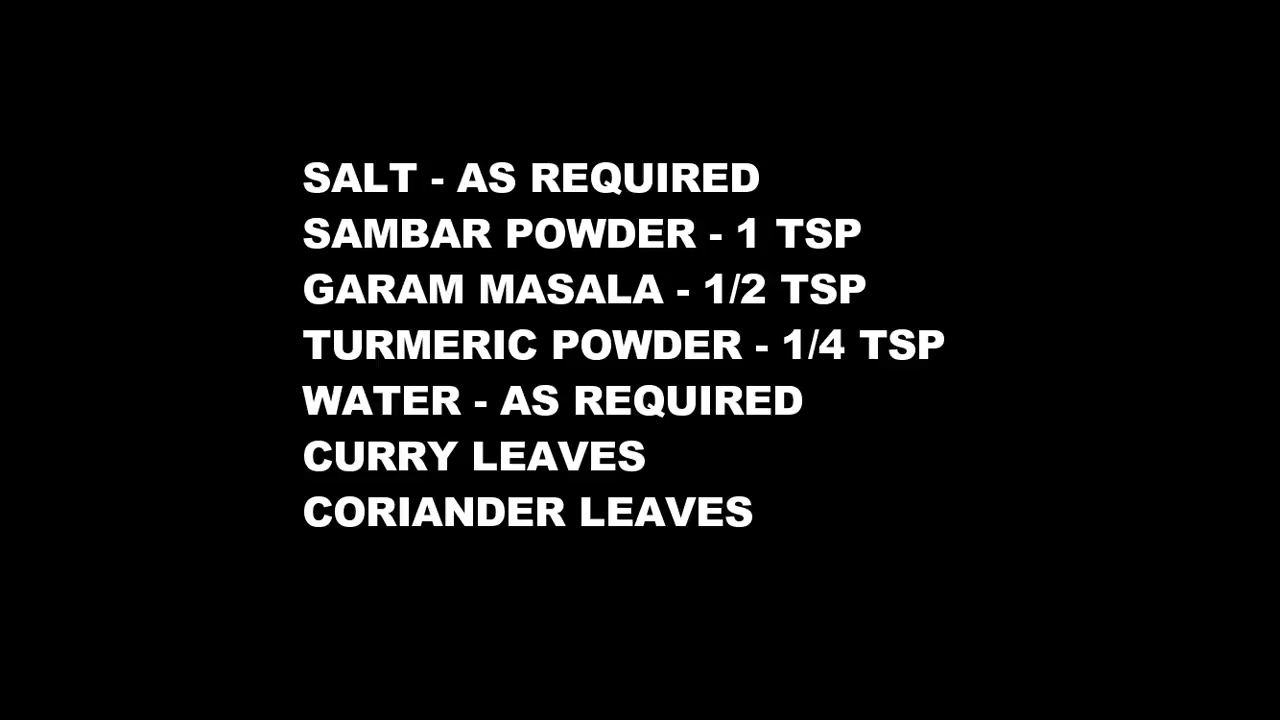 SALT - AS REQUIRED
SAMBAR POWDER - 1 TSP
GARAM MASALA - 1/2 TSP
TURMERIC POWDER - 1/4 TSP
WATER - AS REQUIRED
CURRY LEAVES
CORIANDER LEAVES